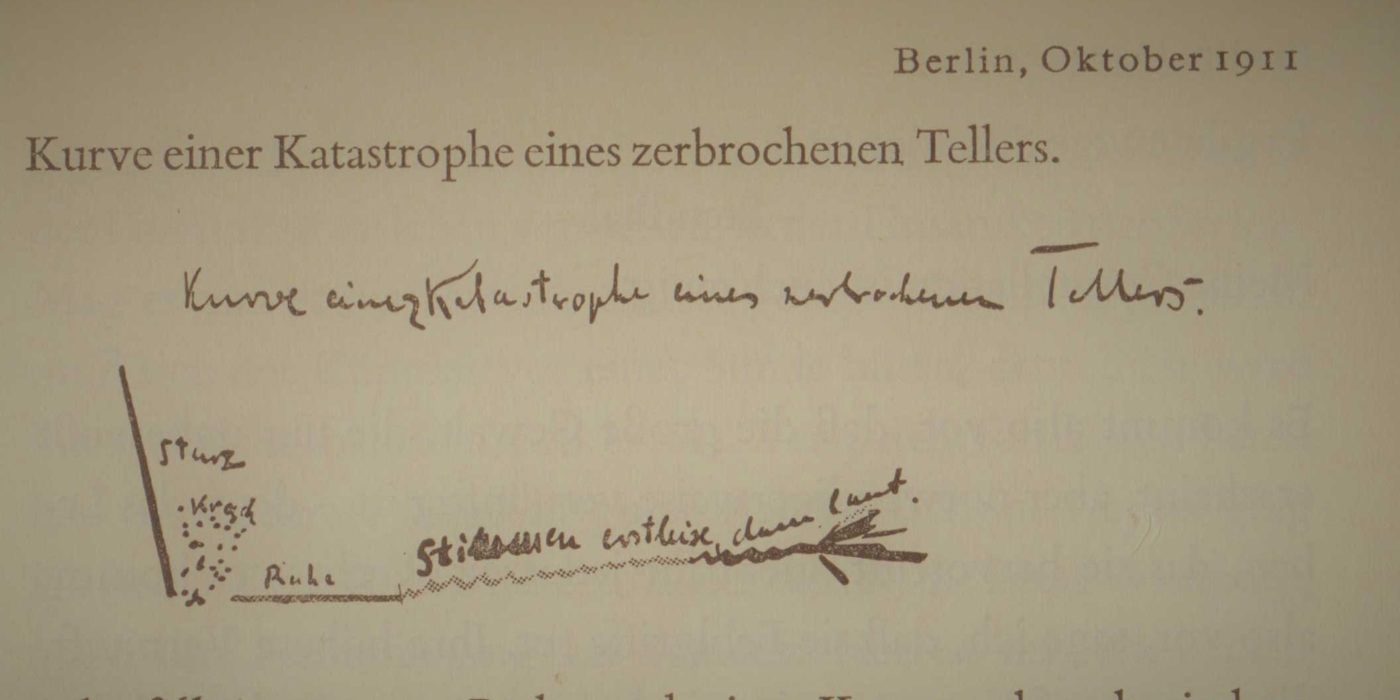 Berlin, Oktober 1911
Kurve einer Katastrophe eines zerbrochenen Tellers.
Kurve einer Katastrophe eines zerbrochenen Tellers.
Sturz
Krach
Ruhe
Stimmen erst leise, dann laut.